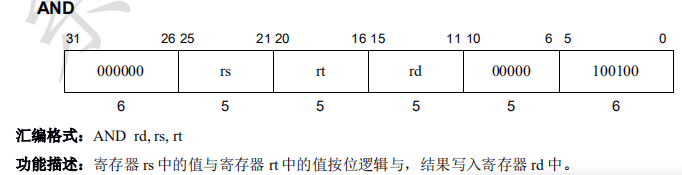 AND
31 26 25 21 20 16 15 11 10 6 5 0
000000 rs rt rd 00000 100100
6 5 5 5 5 6
汇编格式：AND rd, rs, rt
功能描述：寄存器 rs 中的值与寄存器 rt 中的值按位逻辑与，结果写入寄存器 rd 中。